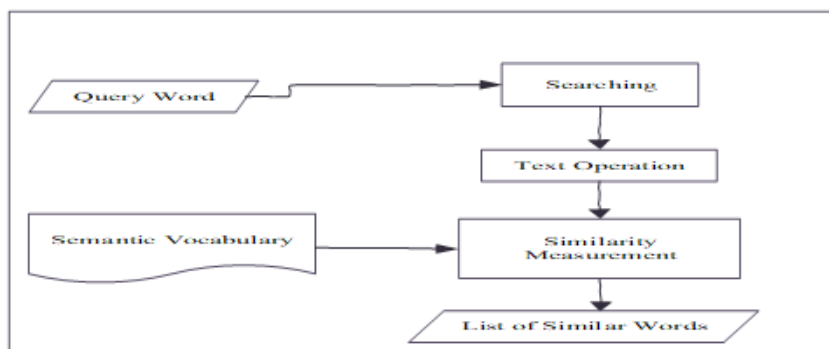 Query Word
Searching
Text Operation
Semantic Vocabulary
Similarity
Measurement
List of Similar Words